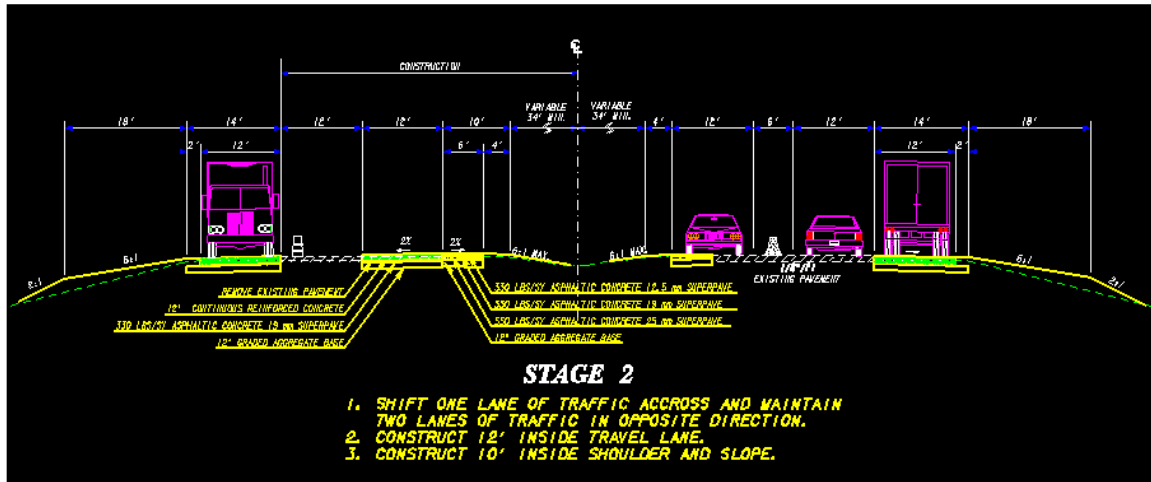 CONSTRUCTION
VARIABLE
34' MIN.
VARIABLE
34' MIN.
18'
14'
12'
12'
10'
4'
12'
6'
12'
14'
18'
2'
12'
6'
4'
12'
2'
2%
2%
2:1
6:1
6:1 MAX.
6:1 MAX.
6:1
2:1
EXISTING PAVEMENT
REMOVE EXISTING PAVEMENT
12" CONTINUOUS REINFORCED CONCRETE
330 LBS/SY ASPHALTIC CONCRETE 19 mm SUPERPAVE
12" GRADED AGGREGATE BASE
330 LBS/SY ASPHALTIC CONCRETE 12.5 mm SUPERPAVE
330 LBS/SY ASPHALTIC CONCRETE 19 mm SUPERPAVE
550 LBS/SY ASPHALTIC CONCRETE 25 mm SUPERPAVE
12" GRADED AGGREGATE BASE
STAGE 2
1. SHIFT ONE LANE OF TRAFFIC ACCROSS AND MAINTAIN
TWO LANES OF TRAFFIC IN OPPOSITE DIRECTION.
2. CONSTRUCT 12' INSIDE TRAVEL LANE.
3. CONSTRUCT 10' INSIDE SHOULDER AND SLOPE.